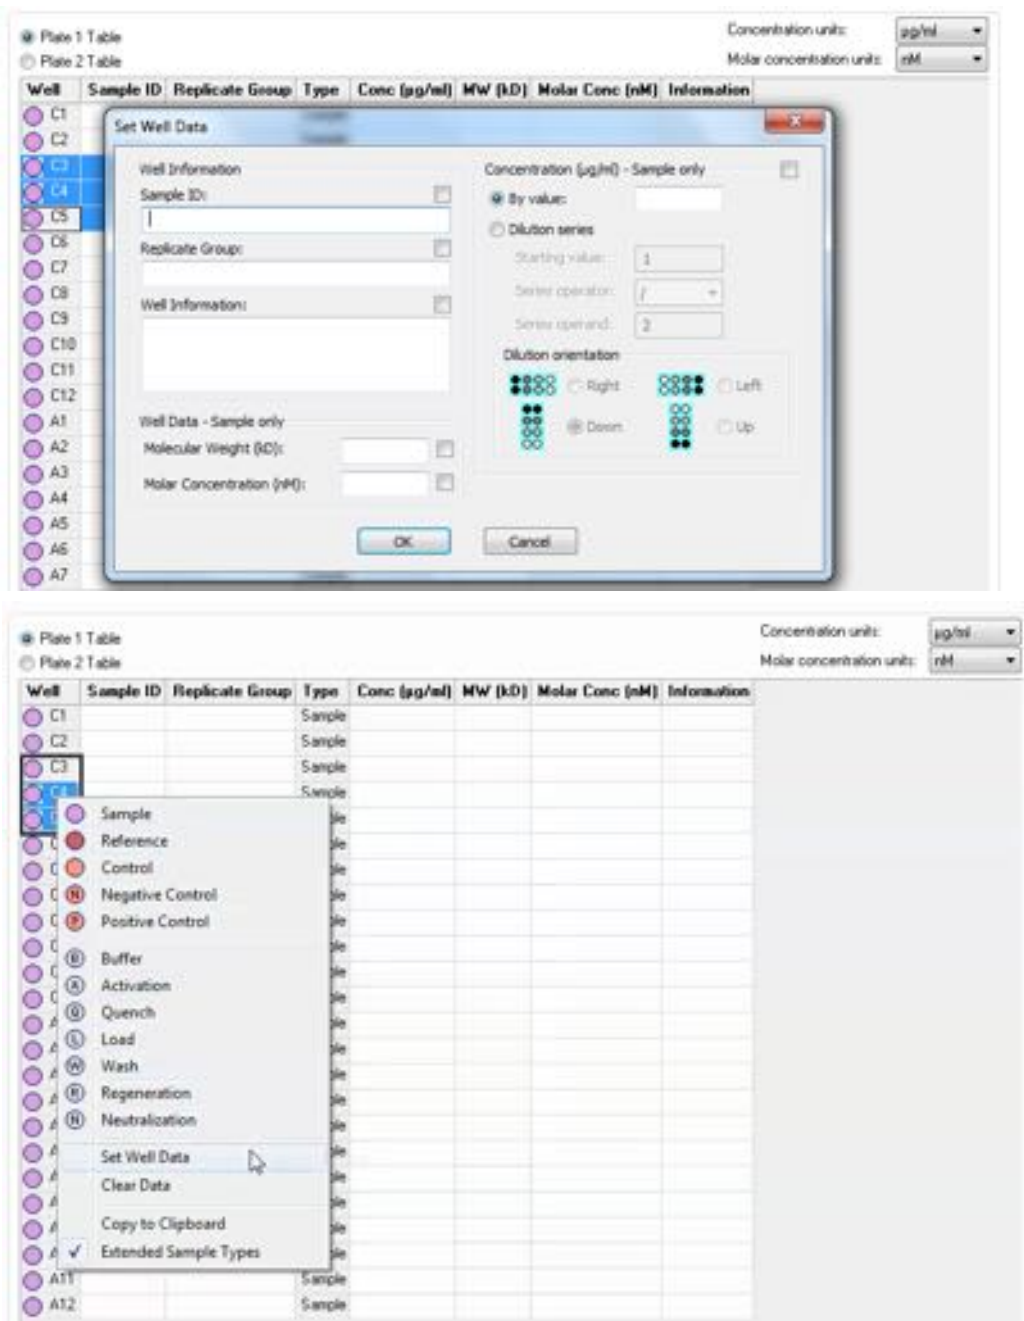 Plate 1 Table
Concentration units: µg/ml
Plate 2 Table
Molar concentration units: nM
Well Sample ID Replicate Group Type Conc (µg/ml) MW (kD) Molar Conc (nM) Information
C1
C2
C3
C4
C5
C6
C7
C8
C9
C10
C11
C12
A1
A2
A3
A4
A5
A6
A7
Set Well Data
Well Information
Sample ID:
Replicate Group:
Well Information:
Well Data - Sample only
Molecular Weight (kD):
Molar Concentration (nM):
Concentration (µg/ml) - Sample only
By value:
Dilution series
Starting value: 1
Series operator: /
Series operand: 2
Dilution orientation
Right Left
Down Up
OK Cancel
Plate 1 Table
Concentration units: µg/ml
Plate 2 Table
Molar concentration units: nM
Well Sample ID Replicate Group Type Conc (µg/ml) MW (kD) Molar Conc (nM) Information
C1 Sample
C2 Sample
C3 Sample
C4 Sample
Sample
Reference
Control
N Negative Control
P Positive Control
B Buffer
A Activation
Q Quench
L Load
W Wash
R Regeneration
N Neutralization
Set Well Data
Clear Data
Copy to Clipboard
✓ Extended Sample Types
A11 Sample
A12 Sample